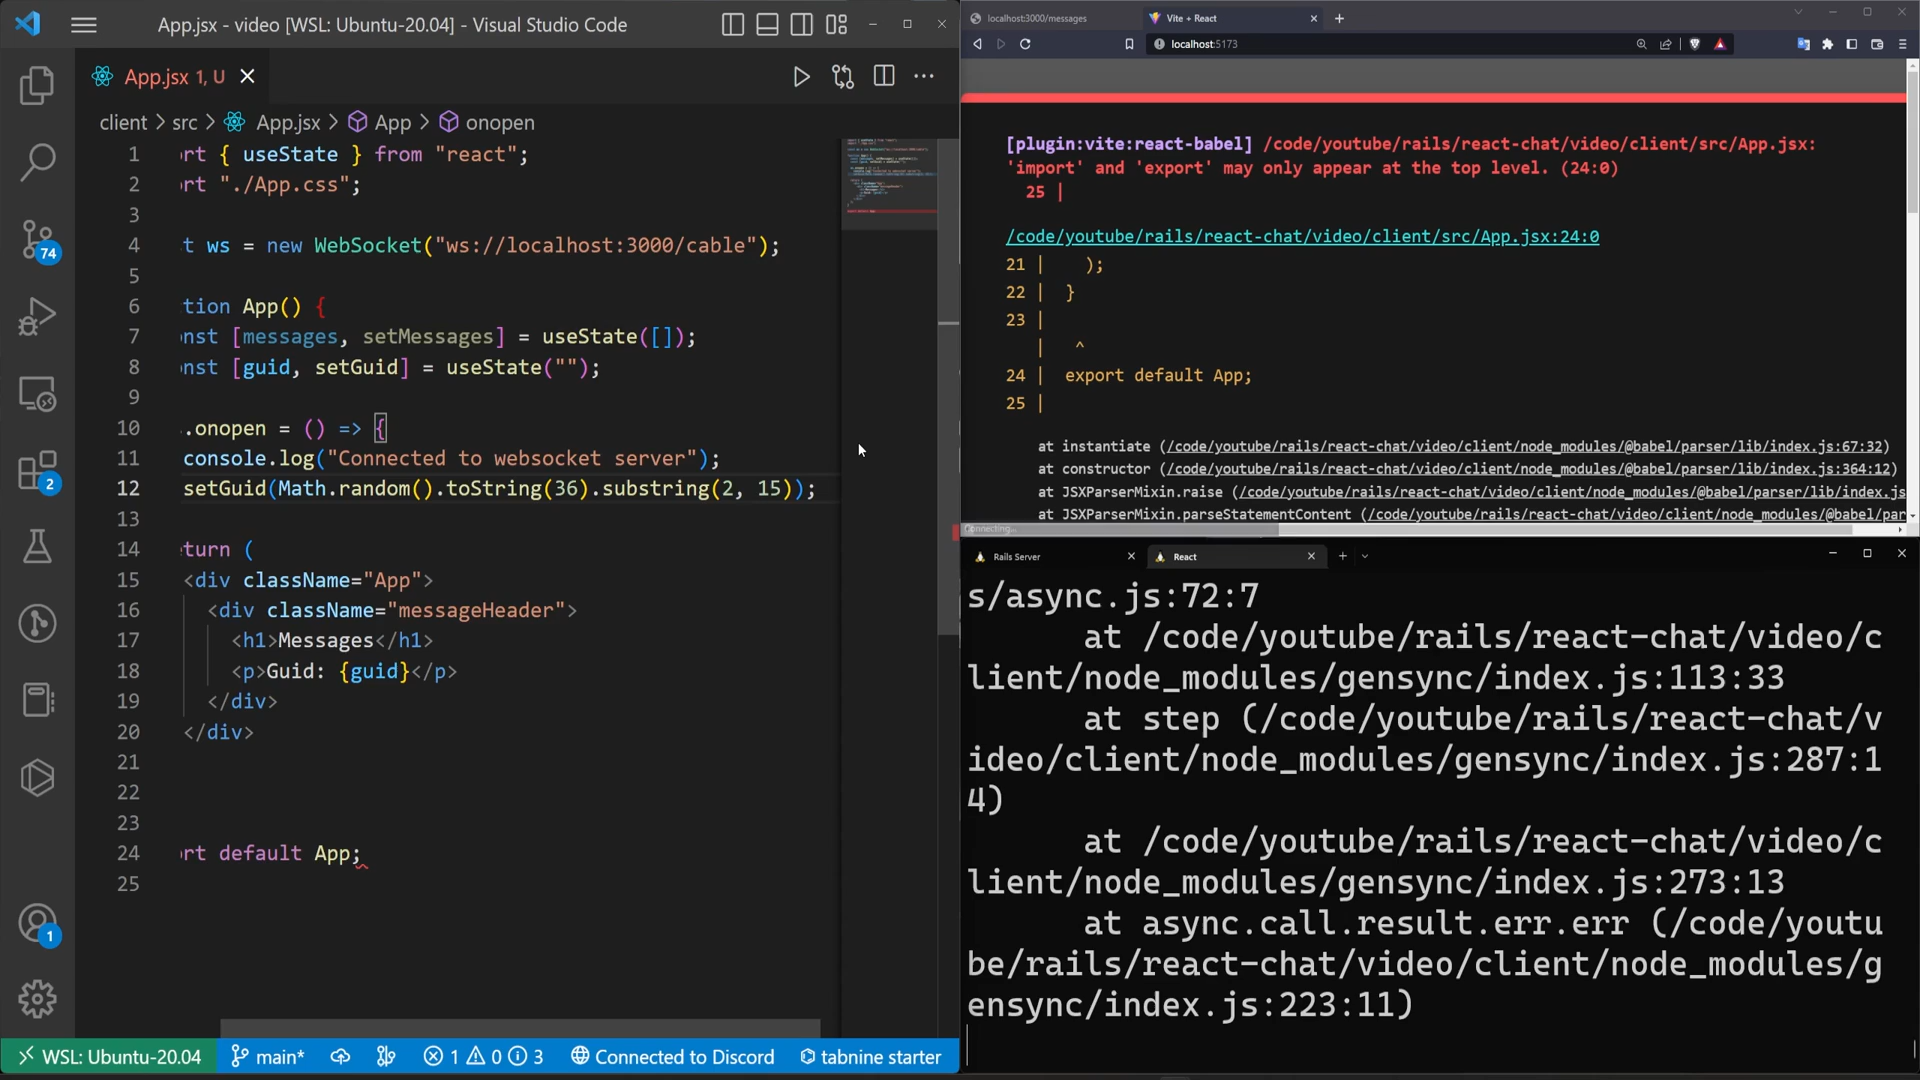 App.jsx - video [WSL: Ubuntu-20.04] - Visual Studio Code
App.jsx 1, U
client > src > App.jsx > App > onopen
1 ort { useState } from "react";
2 ort "./App.css";
3
4 t ws = new WebSocket("ws://localhost:3000/cable");
5
6 tion App() {
7 nst [messages, setMessages] = useState([]);
8 nst [guid, setGuid] = useState("");
9
10 .onopen = () => {
11 console.log("Connected to websocket server");
12 setGuid(Math.random().toString(36).substring(2, 15));
13
14 turn (
15 <div className="App">
16 <div className="messageHeader">
17 <h1>Messages</h1>
18 <p>Guid: {guid}</p>
19 </div>
20 </div>
21
22
23
24 ort default App;
25
74
2
1
WSL: Ubuntu-20.04 main* 1 0 3 Connected to Discord tabnine starter
localhost:3000/messages Vite + React
localhost:5173
[plugin:vite:react-babel] /code/youtube/rails/react-chat/video/client/src/App.jsx:
'import' and 'export' may only appear at the top level. (24:0)
25 |
/code/youtube/rails/react-chat/video/client/src/App.jsx:24:0
21 | );
22 | }
23 |
| ^
24 | export default App;
25 |
at instantiate (/code/youtube/rails/react-chat/video/client/node_modules/@babel/parser/lib/index.js:67:32)
at constructor (/code/youtube/rails/react-chat/video/client/node_modules/@babel/parser/lib/index.js:364:12)
at JSXParserMixin.raise (/code/youtube/rails/react-chat/video/client/node_modules/@babel/parser/lib/index.js
at JSXParserMixin.parseStatementContent (/code/youtube/rails/react-chat/video/client/node_modules/@babel/par
Connecting...
Rails Server React
s/async.js:72:7
at /code/youtube/rails/react-chat/video/c
lient/node_modules/gensync/index.js:113:33
at step (/code/youtube/rails/react-chat/v
ideo/client/node_modules/gensync/index.js:287:1
4)
at /code/youtube/rails/react-chat/video/c
lient/node_modules/gensync/index.js:273:13
at async.call.result.err.err (/code/youtu
be/rails/react-chat/video/client/node_modules/g
ensync/index.js:223:11)